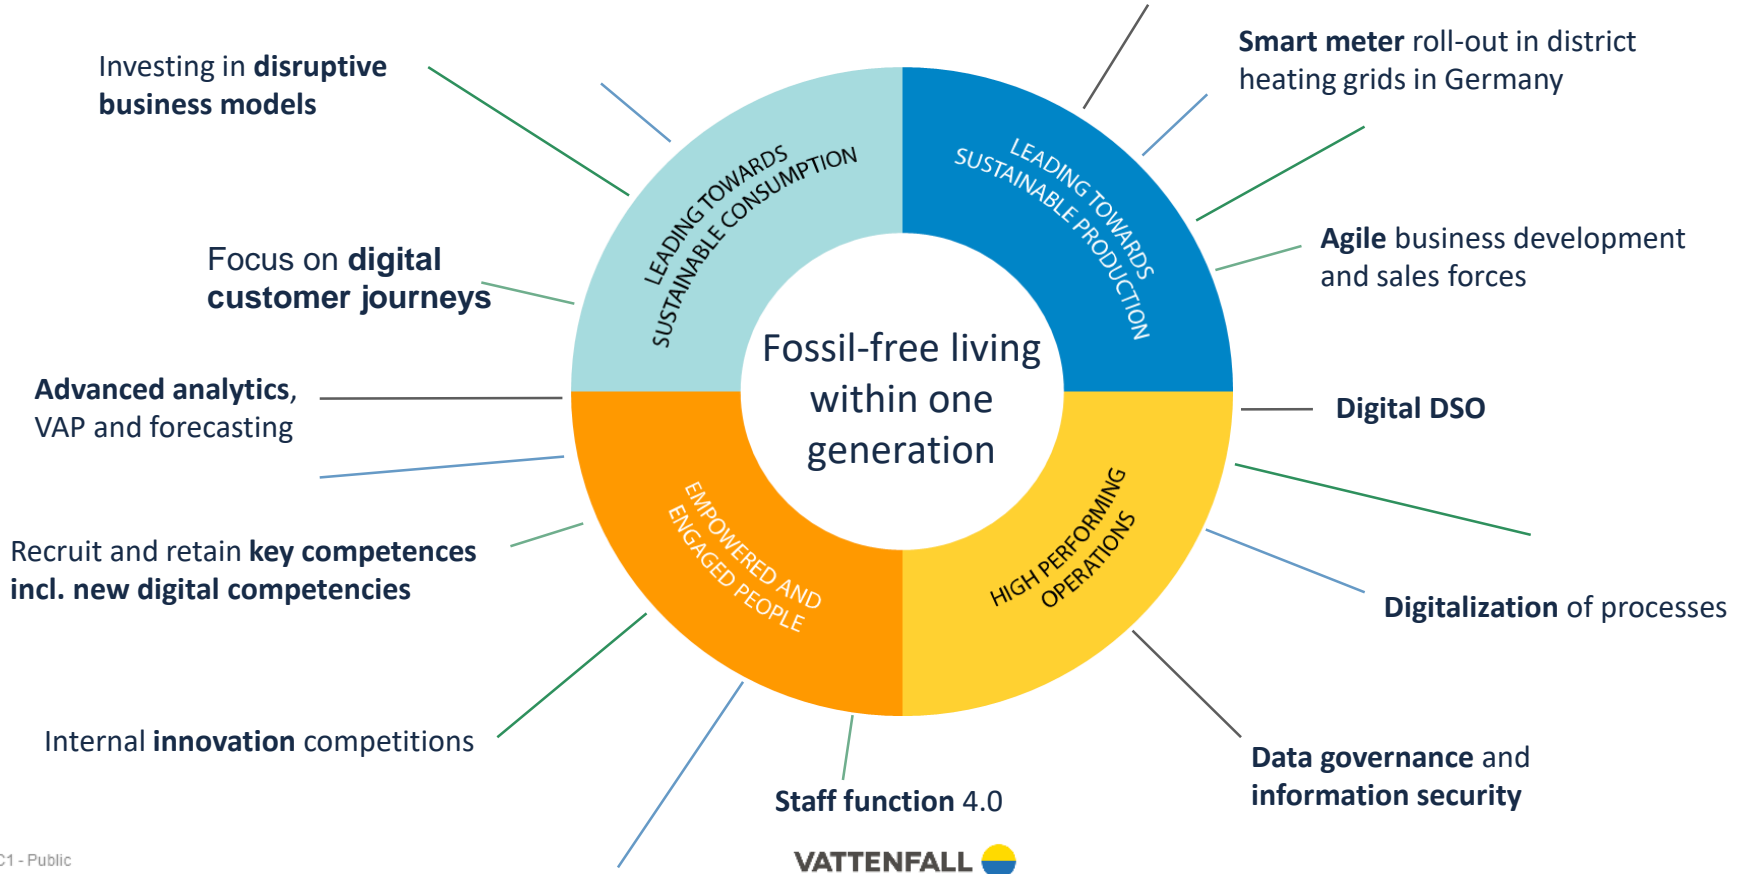 Smart meter roll-out in district
heating grids in Germany
Investing in disruptive
business models
LEADING TOWARDS
SUSTAINABLE CONSUMPTION
LEADING TOWARDS
SUSTAINABLE PRODUCTION
Focus on digital
customer journeys
Agile business development
and sales forces
Fossil-free living
within one
generation
Advanced analytics,
VAP and forecasting
Digital DSO
EMPOWERED AND
ENGAGED PEOPLE
HIGH PERFORMING
OPERATIONS
Recruit and retain key competences
incl. new digital competencies
Digitalization of processes
Internal innovation competitions
Data governance and
information security
Staff function 4.0
C1 - Public
VATTENFALL